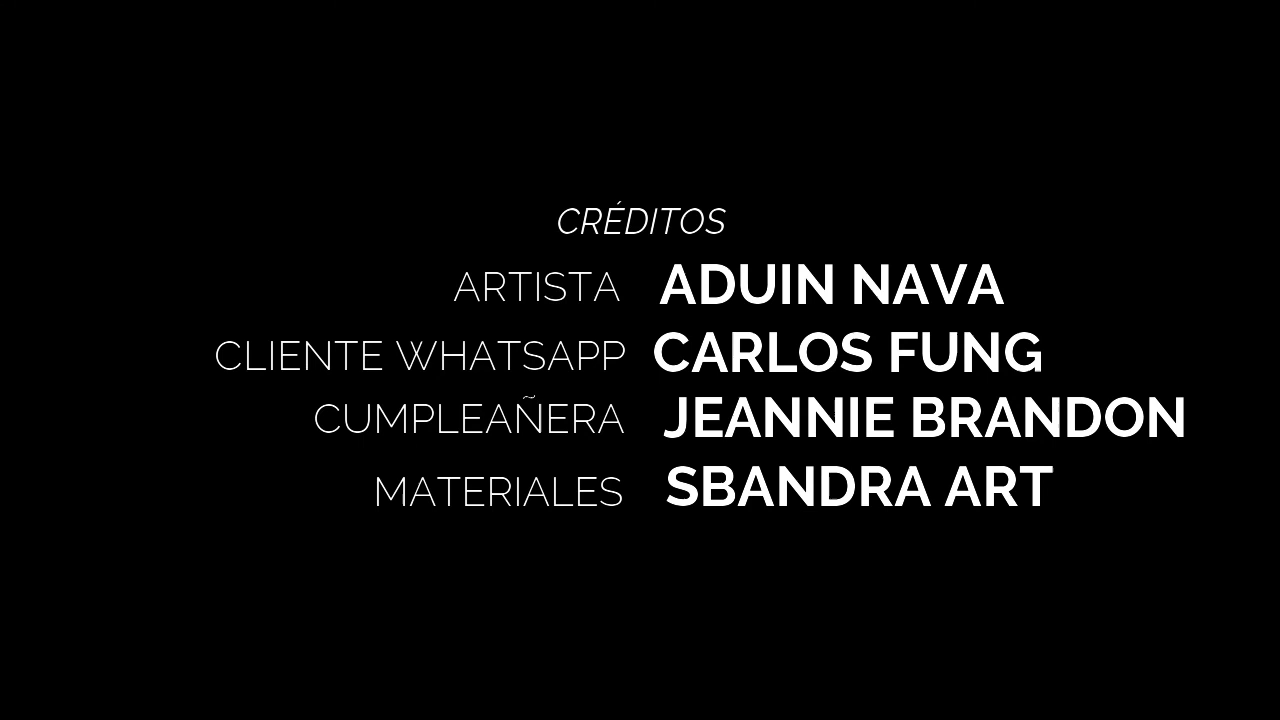 CRÉDITOS
ARTISTA ADUIN NAVA
CLIENTE WHATSAPP CARLOS FUNG
CUMPLEAÑERA JEANNIE BRANDON
MATERIALES SBANDRA ART